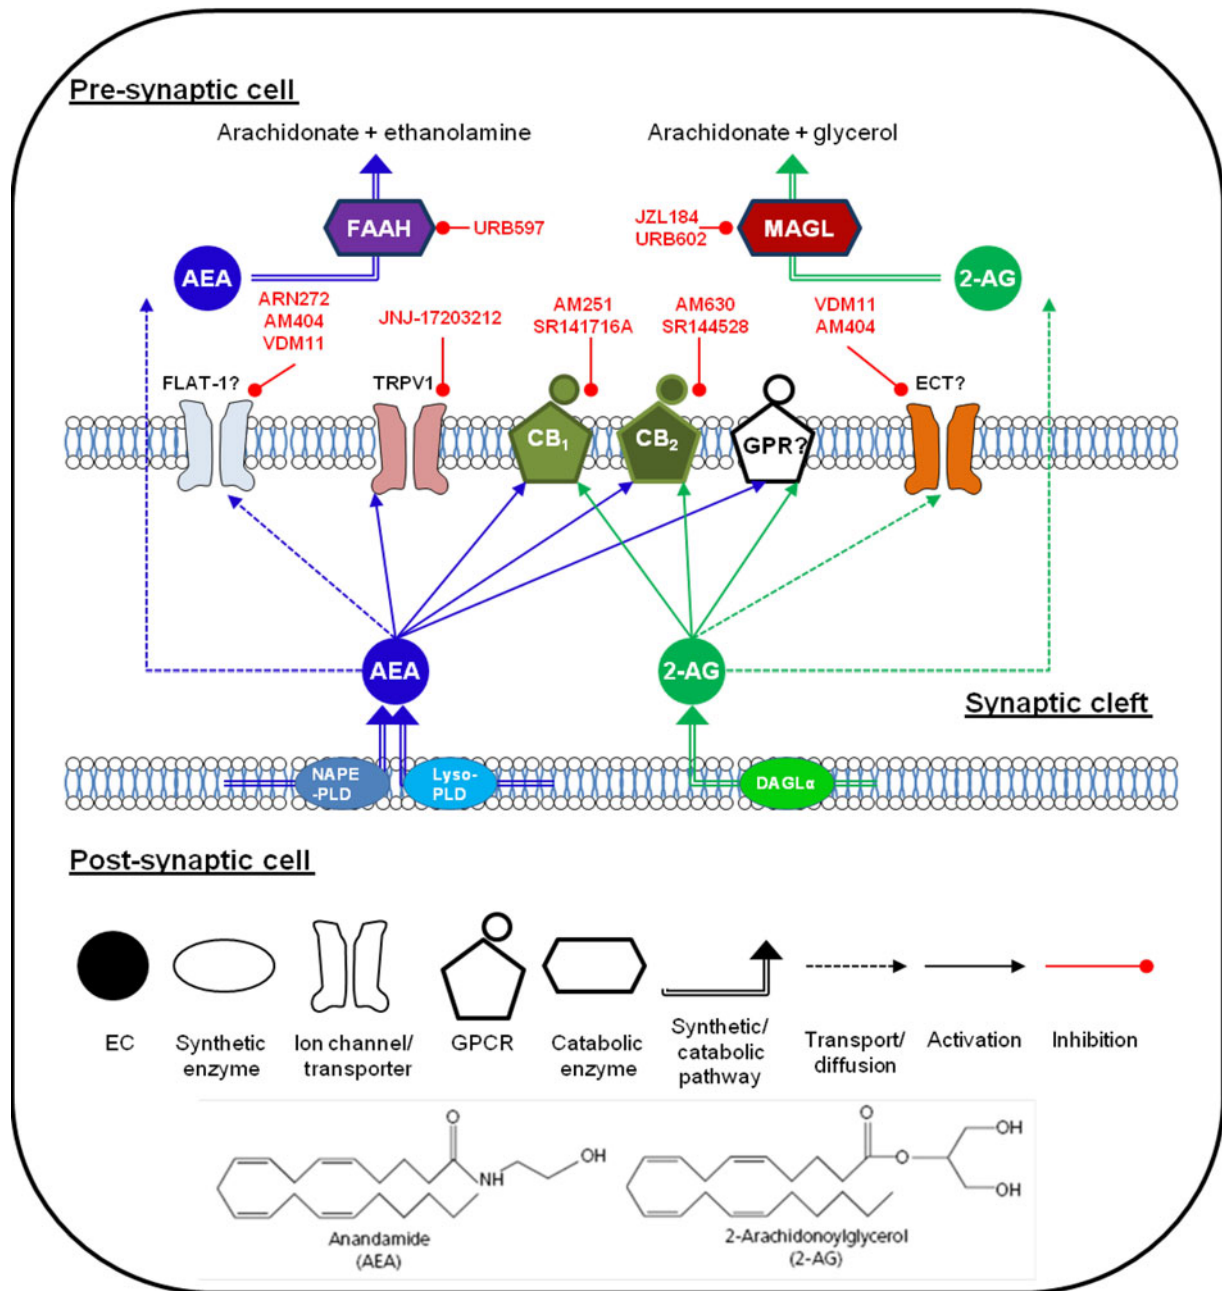 Pre-synaptic cell
Arachidonate + ethanolamine
Arachidonate + glycerol
FAAH
URB597
JZL184
URB602
MAGL
AEA
2-AG
ARN272
AM404
VDM11
JNJ-17203212
AM251
SR141716A
AM630
SR144528
VDM11
AM404
FLAT-1?
TRPV1
ECT?
CB1
CB2
GPR?
AEA
2-AG
Synaptic cleft
NAPE
-PLD
Lyso-
PLD
DAGLα
Post-synaptic cell
EC
Synthetic
enzyme
Ion channel/
transporter
GPCR
Catabolic
enzyme
Synthetic/
catabolic
pathway
Transport/
diffusion
Activation
Inhibition
O
NH
OH
Anandamide
(AEA)
O
O
OH
OH
2-Arachidonoylglycerol
(2-AG)